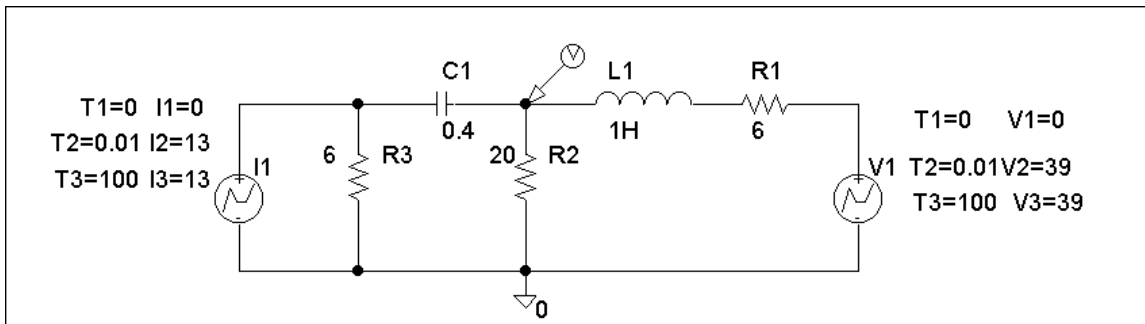 V
C1
L1
R1
T1=0 I1=0
T1=0 V1=0
0.4
1H
6
T2=0.01 I2=13
6 R3
20 R2
T3=100 I3=13
I1
V1 T2=0.01 V2=39
T3=100 V3=39
+
-
+
-
0